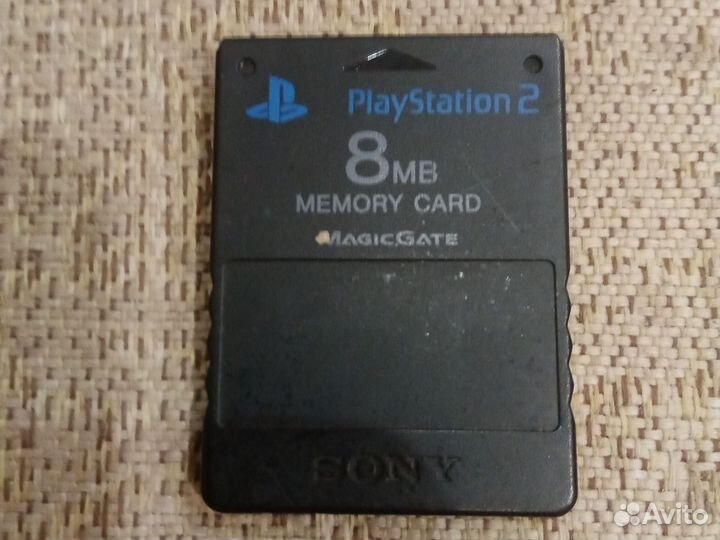 PlayStation 2
8MB
MEMORY CARD
MAGICGATE
SONY
Avito